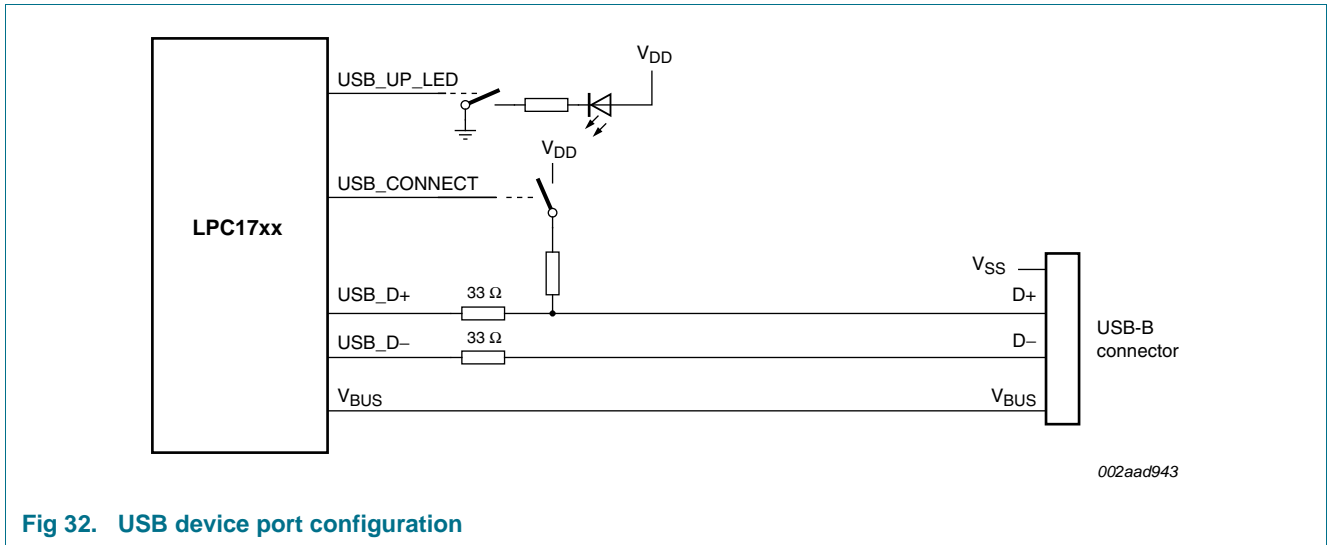 V_DD
USB_UP_LED
V_DD
USB_CONNECT
LPC17xx
V_SS
USB_D+
33 Ω
D+
USB-B
connector
USB_D−
33 Ω
D−
V_BUS
V_BUS
002aad943
Fig 32. USB device port configuration